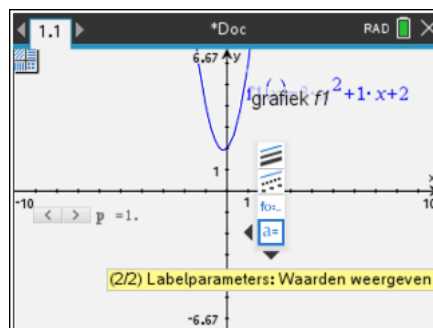 1.1 *Doc RAD
6.67 y
grafiek f1 2+1·x+2
1
x
-10 1 10
p =1.
fo=..
a=
(2/2) Labelparameters: Waarden weergeven
-6.67